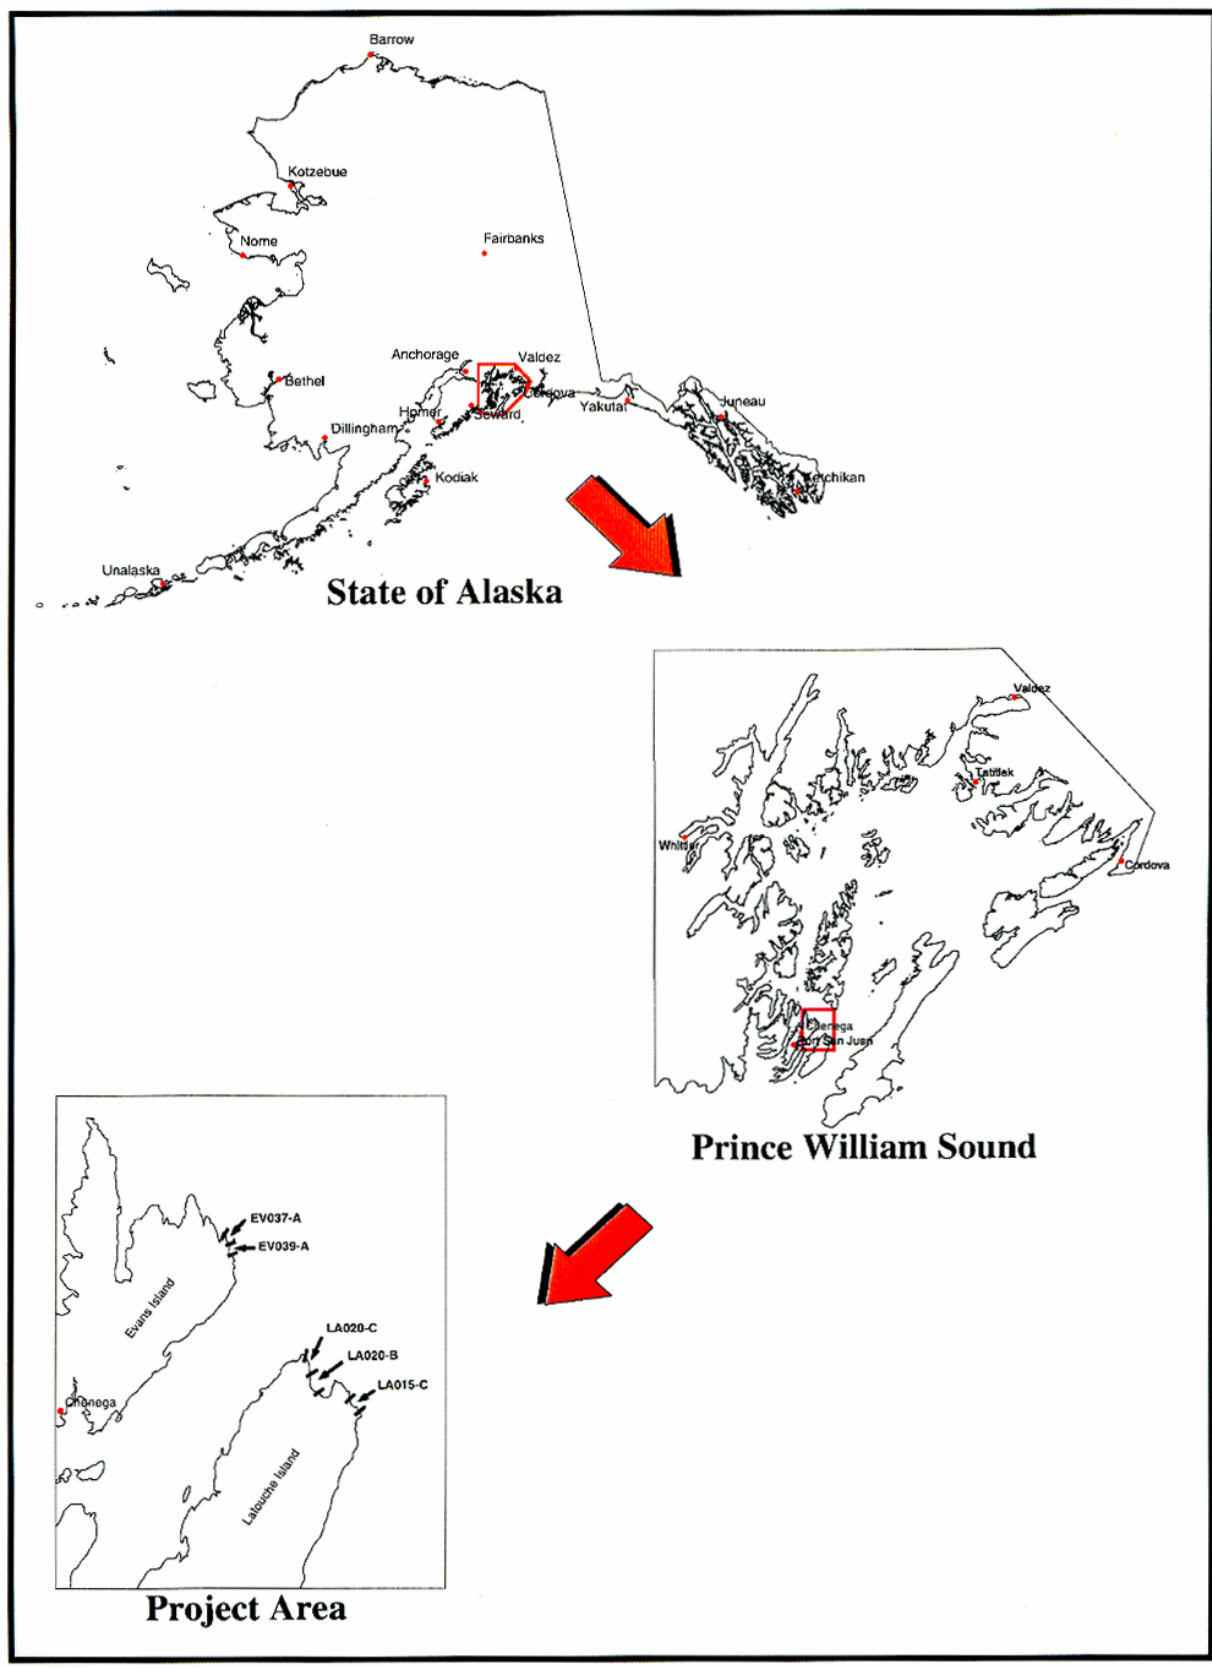 Barrow
Kotzebue
Nome
Fairbanks
Anchorage
Valdez
Bethel
Cordova
Yakutat
Juneau
Homer
Seward
Dillingham
Kodiak
Ketchikan
Unalaska
State of Alaska
Valdez
Tatitlek
Whittier
Cordova
Chenega
Port San Juan
Prince William Sound
EV037-A
EV039-A
Evans Island
LA020-C
LA020-B
LA015-C
Chenega
Latouche Island
Project Area